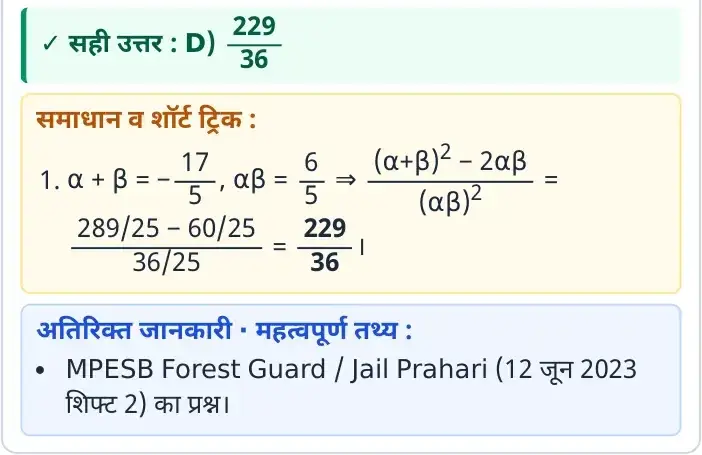 ✓ सही उत्तर : D) 229/36
समाधान व शॉर्ट ट्रिक :
1. α + β = −17/5, αβ = 6/5 ⇒ (α+β)² − 2αβ / (αβ)² =
289/25 − 60/25 / 36/25 = 229/36 ।
अतिरिक्त जानकारी · महत्वपूर्ण तथ्य :
• MPESB Forest Guard / Jail Prahari (12 जून 2023
शिफ्ट 2) का प्रश्न।